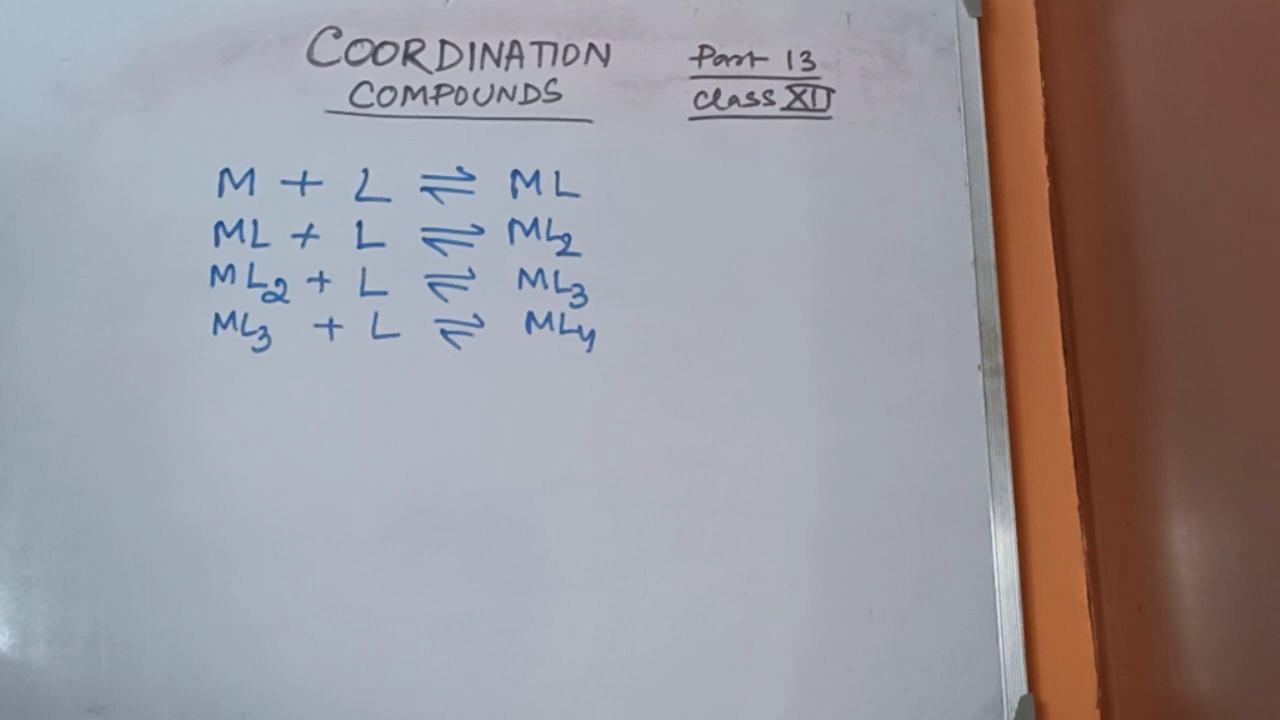 COORDINATION
COMPOUNDS
Part 13
Class XII
M + L ⇌ ML
ML + L ⇌ ML₂
ML₂ + L ⇌ ML₃
ML₃ + L ⇌ ML₄